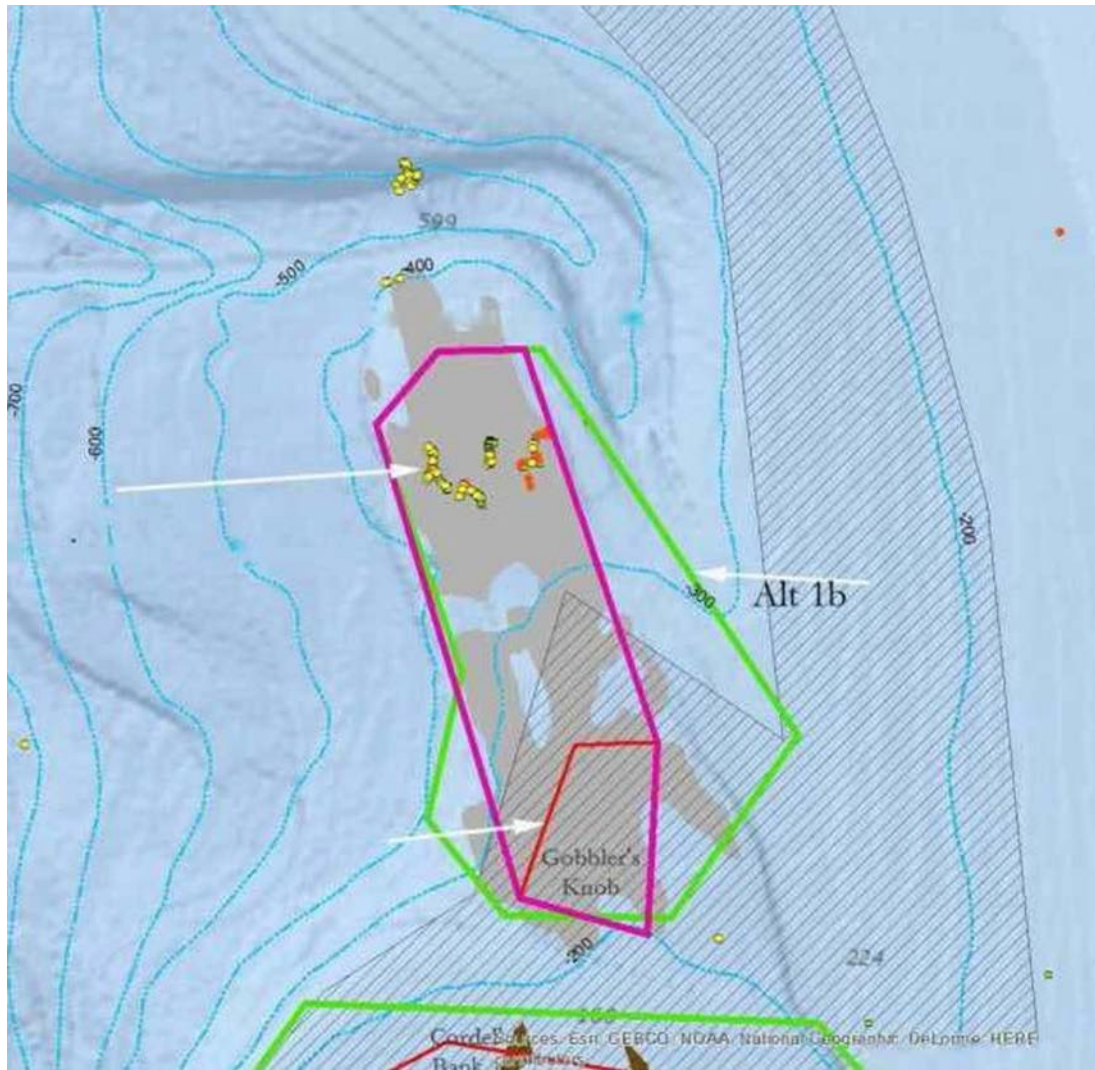 599
-400
-500
-700
-600
-200
-300
Alt 1b
Gobbler's
Knob
-200
224
Sources: Esri, GEBCO, NOAA, National Geographic, DeLorme, HERE
Bank